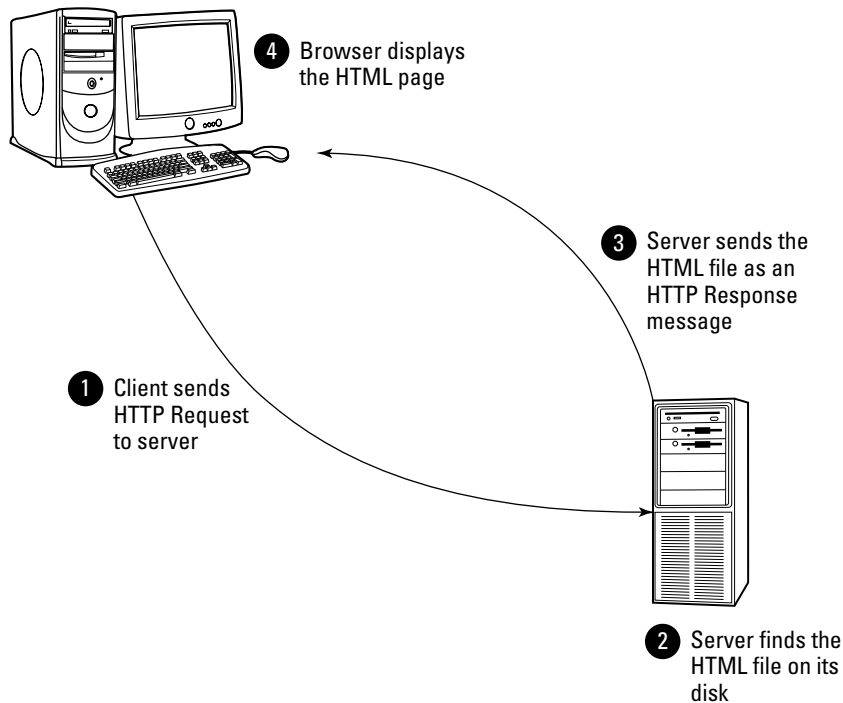 4 Browser displays
the HTML page
3 Server sends the
HTML file as an
HTTP Response
message
1 Client sends
HTTP Request
to server
2 Server finds the
HTML file on its
disk